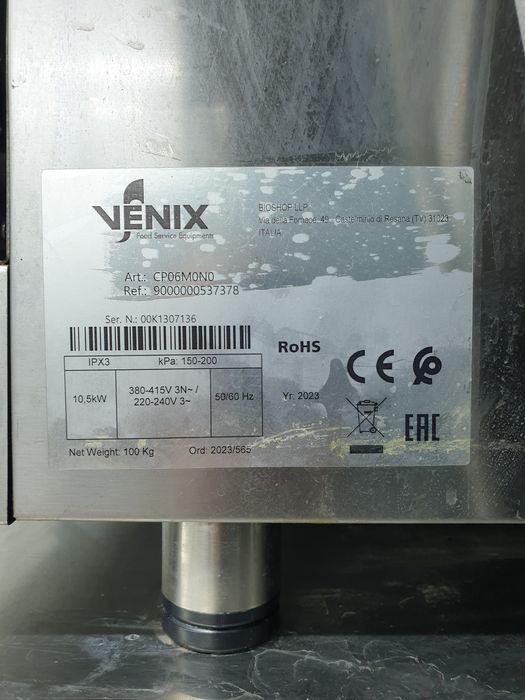 VENIX
Food Service Equipments
BIOSHOP LLP
Via della Fornace, 49, Castelminio di Resana (TV) 31023
ITALIA
Art.: CP06M0N0
Ref.: 9000000537378
Ser. N.: 00K1307136
IPX3 kPa: 150-200
10,5kW 380-415V 3N~ / 220-240V 3~ 50/60 Hz
Net Weight: 100 Kg Ord: 2023/565
RoHS
Yr. 2023
CE
EAC